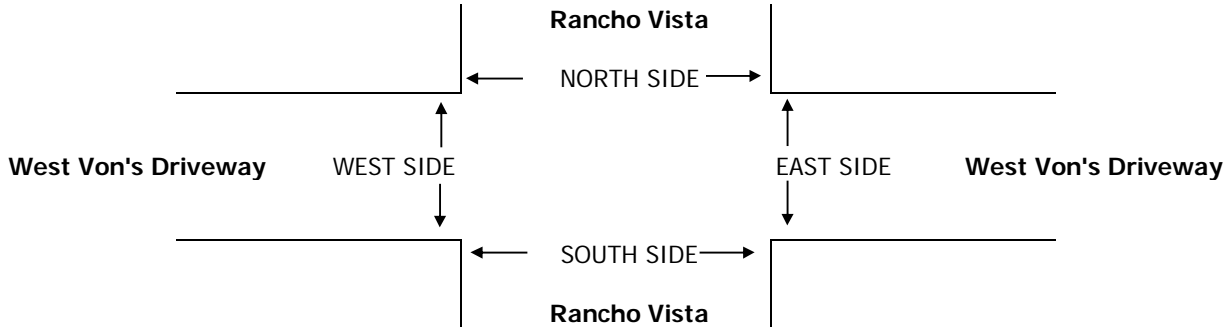 Rancho Vista
NORTH SIDE
West Von's Driveway WEST SIDE EAST SIDE West Von's Driveway
SOUTH SIDE
Rancho Vista